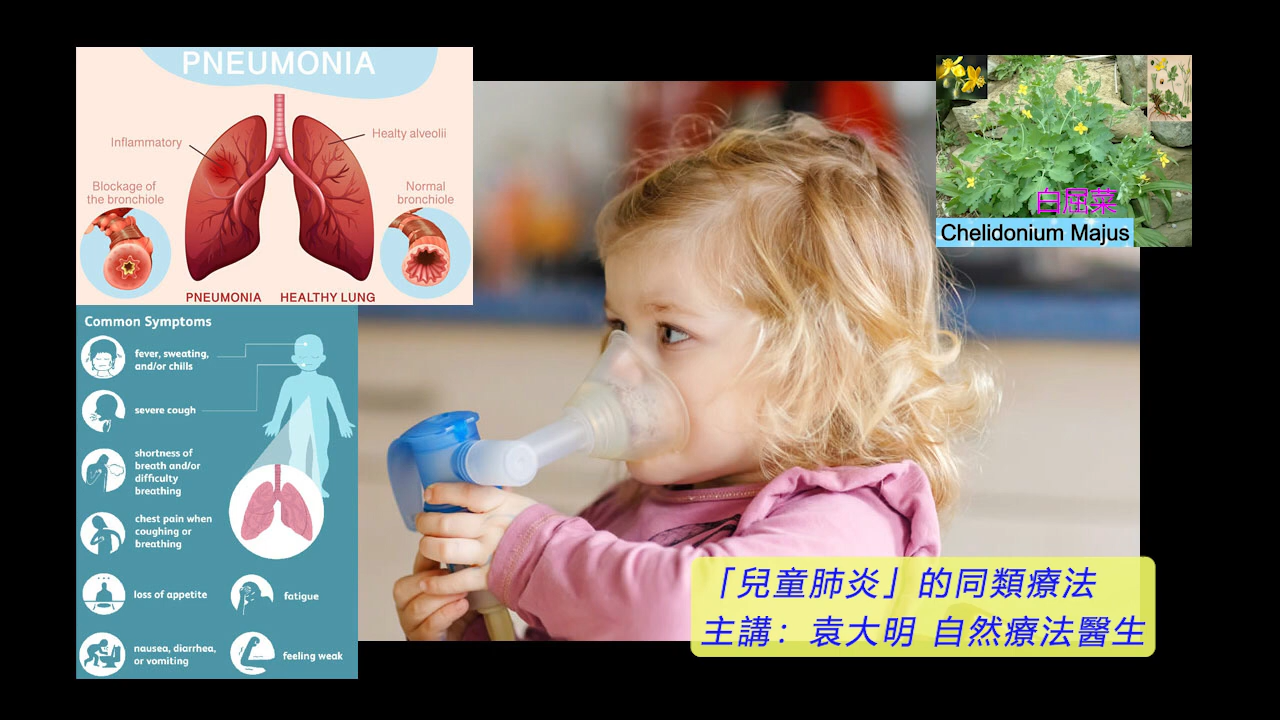 PNEUMONIA
Inflammatory
Healty alveolii
Blockage of
the bronchiole
Normal
bronchiole
PNEUMONIA
HEALTHY LUNG
Common Symptoms
fever, sweating,
and/or chills
severe cough
shortness of
breath and/or
difficulty
breathing
chest pain when
coughing or
breathing
loss of appetite
fatigue
nausea, diarrhea,
or vomiting
feeling weak
白屈菜
Chelidonium Majus
「兒童肺炎」的同類療法
主講：袁大明 自然療法醫生